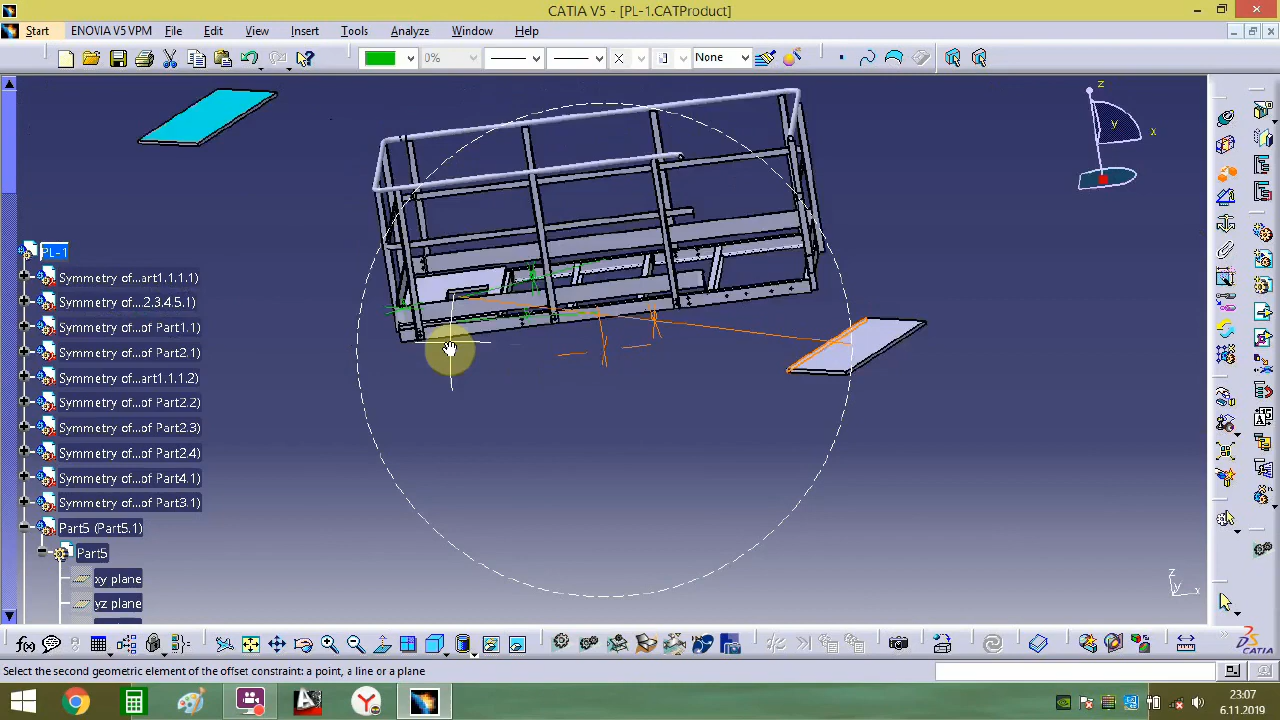 CATIA V5 - [PL-1.CATProduct]
Start ENOVIA V5 VPM File Edit View Insert Tools Analyze Window Help
0% None
z
y
x
PL-1
Symmetry of...art1.1.1.1)
Symmetry of...2.3.4.5.1)
Symmetry of...of Part1.1)
Symmetry of...of Part2.1)
Symmetry of...art1.1.1.2)
Symmetry of...of Part2.2)
Symmetry of...of Part2.3)
Symmetry of...of Part2.4)
Symmetry of...of Part4.1)
Symmetry of...of Part3.1)
Part5 (Part5.1)
Part5
xy plane
yz plane
z
y x
CATIA
Select the second geometric element of the offset constraint: a point, a line or a plane
23:07
6.11.2019